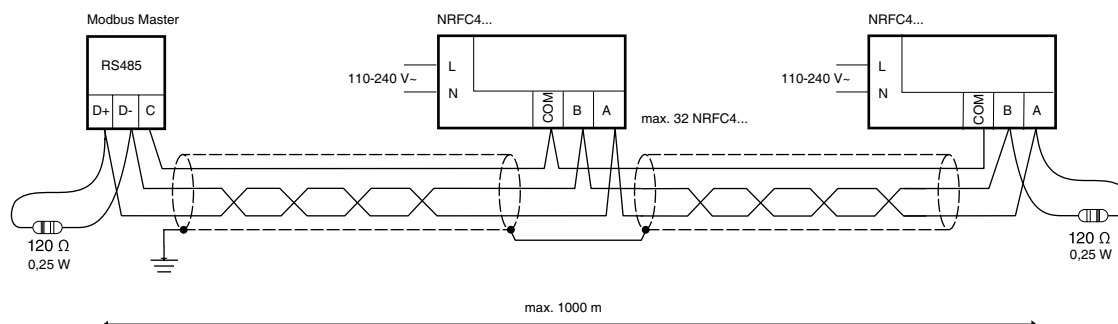 Modbus Master
RS485
D+ D- C
NRFC4...
110-240 V~
L
N
COM B A
max. 32 NRFC4...
NRFC4...
110-240 V~
L
N
COM B A
120 Ω
0,25 W
120 Ω
0,25 W
max. 1000 m